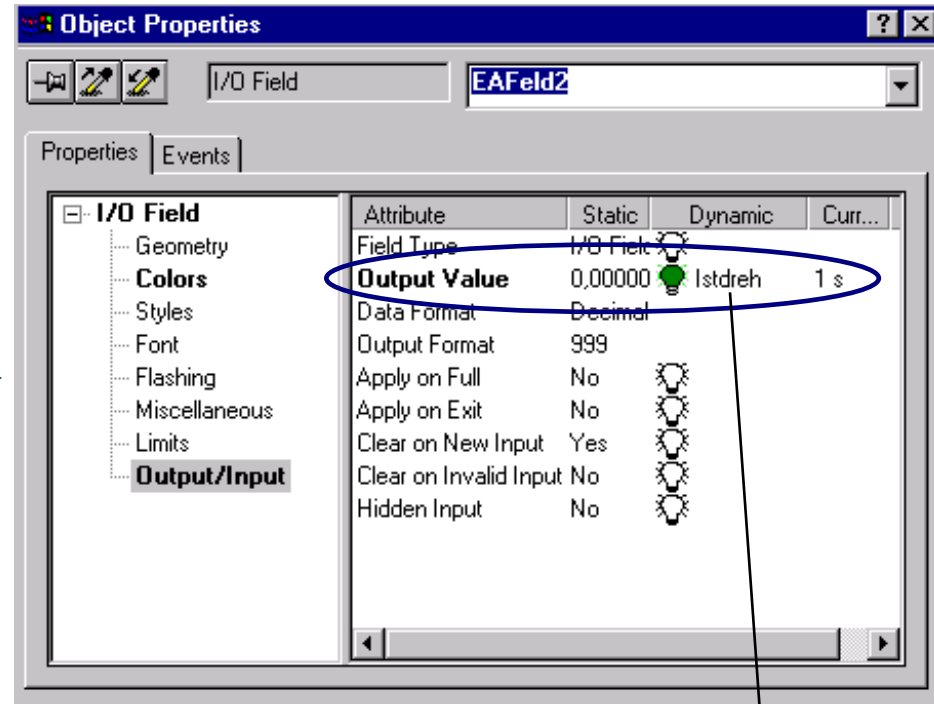 Object Properties
I/O Field EAFeld2
Properties Events
I/O Field
Geometry
Colors
Styles
Font
Flashing
Miscellaneous
Limits
Output/Input
Attribute Static Dynamic Curr...
Field Type I/O Field
Output Value 0,00000 Istdreh 1 s
Data Format Decimal
Output Format 999
Apply on Full No
Apply on Exit No
Clear on New Input Yes
Clear on Invalid Input No
Hidden Input No